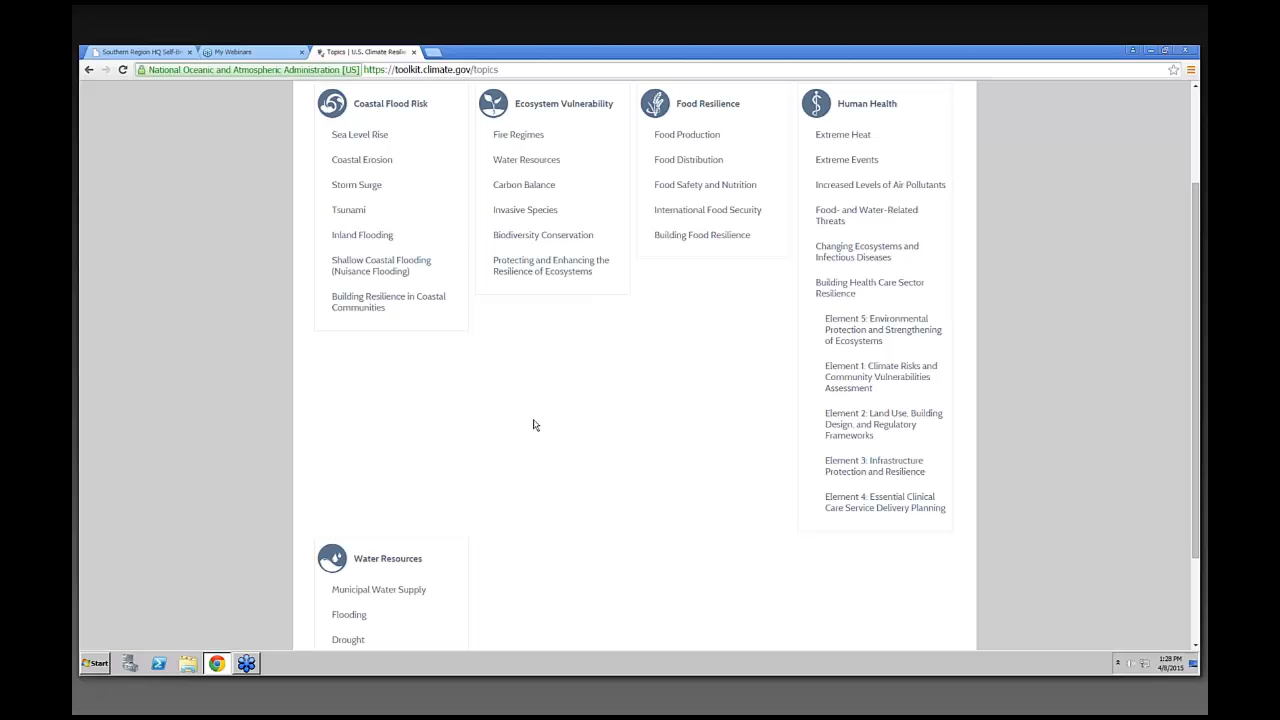 Southern Region HQ Self-In
My Webinars
Topics | U.S. Climate Resilie
National Oceanic and Atmospheric Administration [US]
https://toolkit.climate.gov/topics
Coastal Flood Risk
Sea Level Rise
Coastal Erosion
Storm Surge
Tsunami
Inland Flooding
Shallow Coastal Flooding
(Nuisance Flooding)
Building Resilience in Coastal
Communities
Ecosystem Vulnerability
Fire Regimes
Water Resources
Carbon Balance
Invasive Species
Biodiversity Conservation
Protecting and Enhancing the
Resilience of Ecosystems
Food Resilience
Food Production
Food Distribution
Food Safety and Nutrition
International Food Security
Building Food Resilience
Human Health
Extreme Heat
Extreme Events
Increased Levels of Air Pollutants
Food- and Water-Related
Threats
Changing Ecosystems and
Infectious Diseases
Building Health Care Sector
Resilience
Element 5: Environmental
Protection and Strengthening
of Ecosystems
Element 1: Climate Risks and
Community Vulnerabilities
Assessment
Element 2: Land Use, Building
Design, and Regulatory
Frameworks
Element 3: Infrastructure
Protection and Resilience
Element 4: Essential Clinical
Care Service Delivery Planning
Water Resources
Municipal Water Supply
Flooding
Drought
Start
1:28 PM
4/8/2015